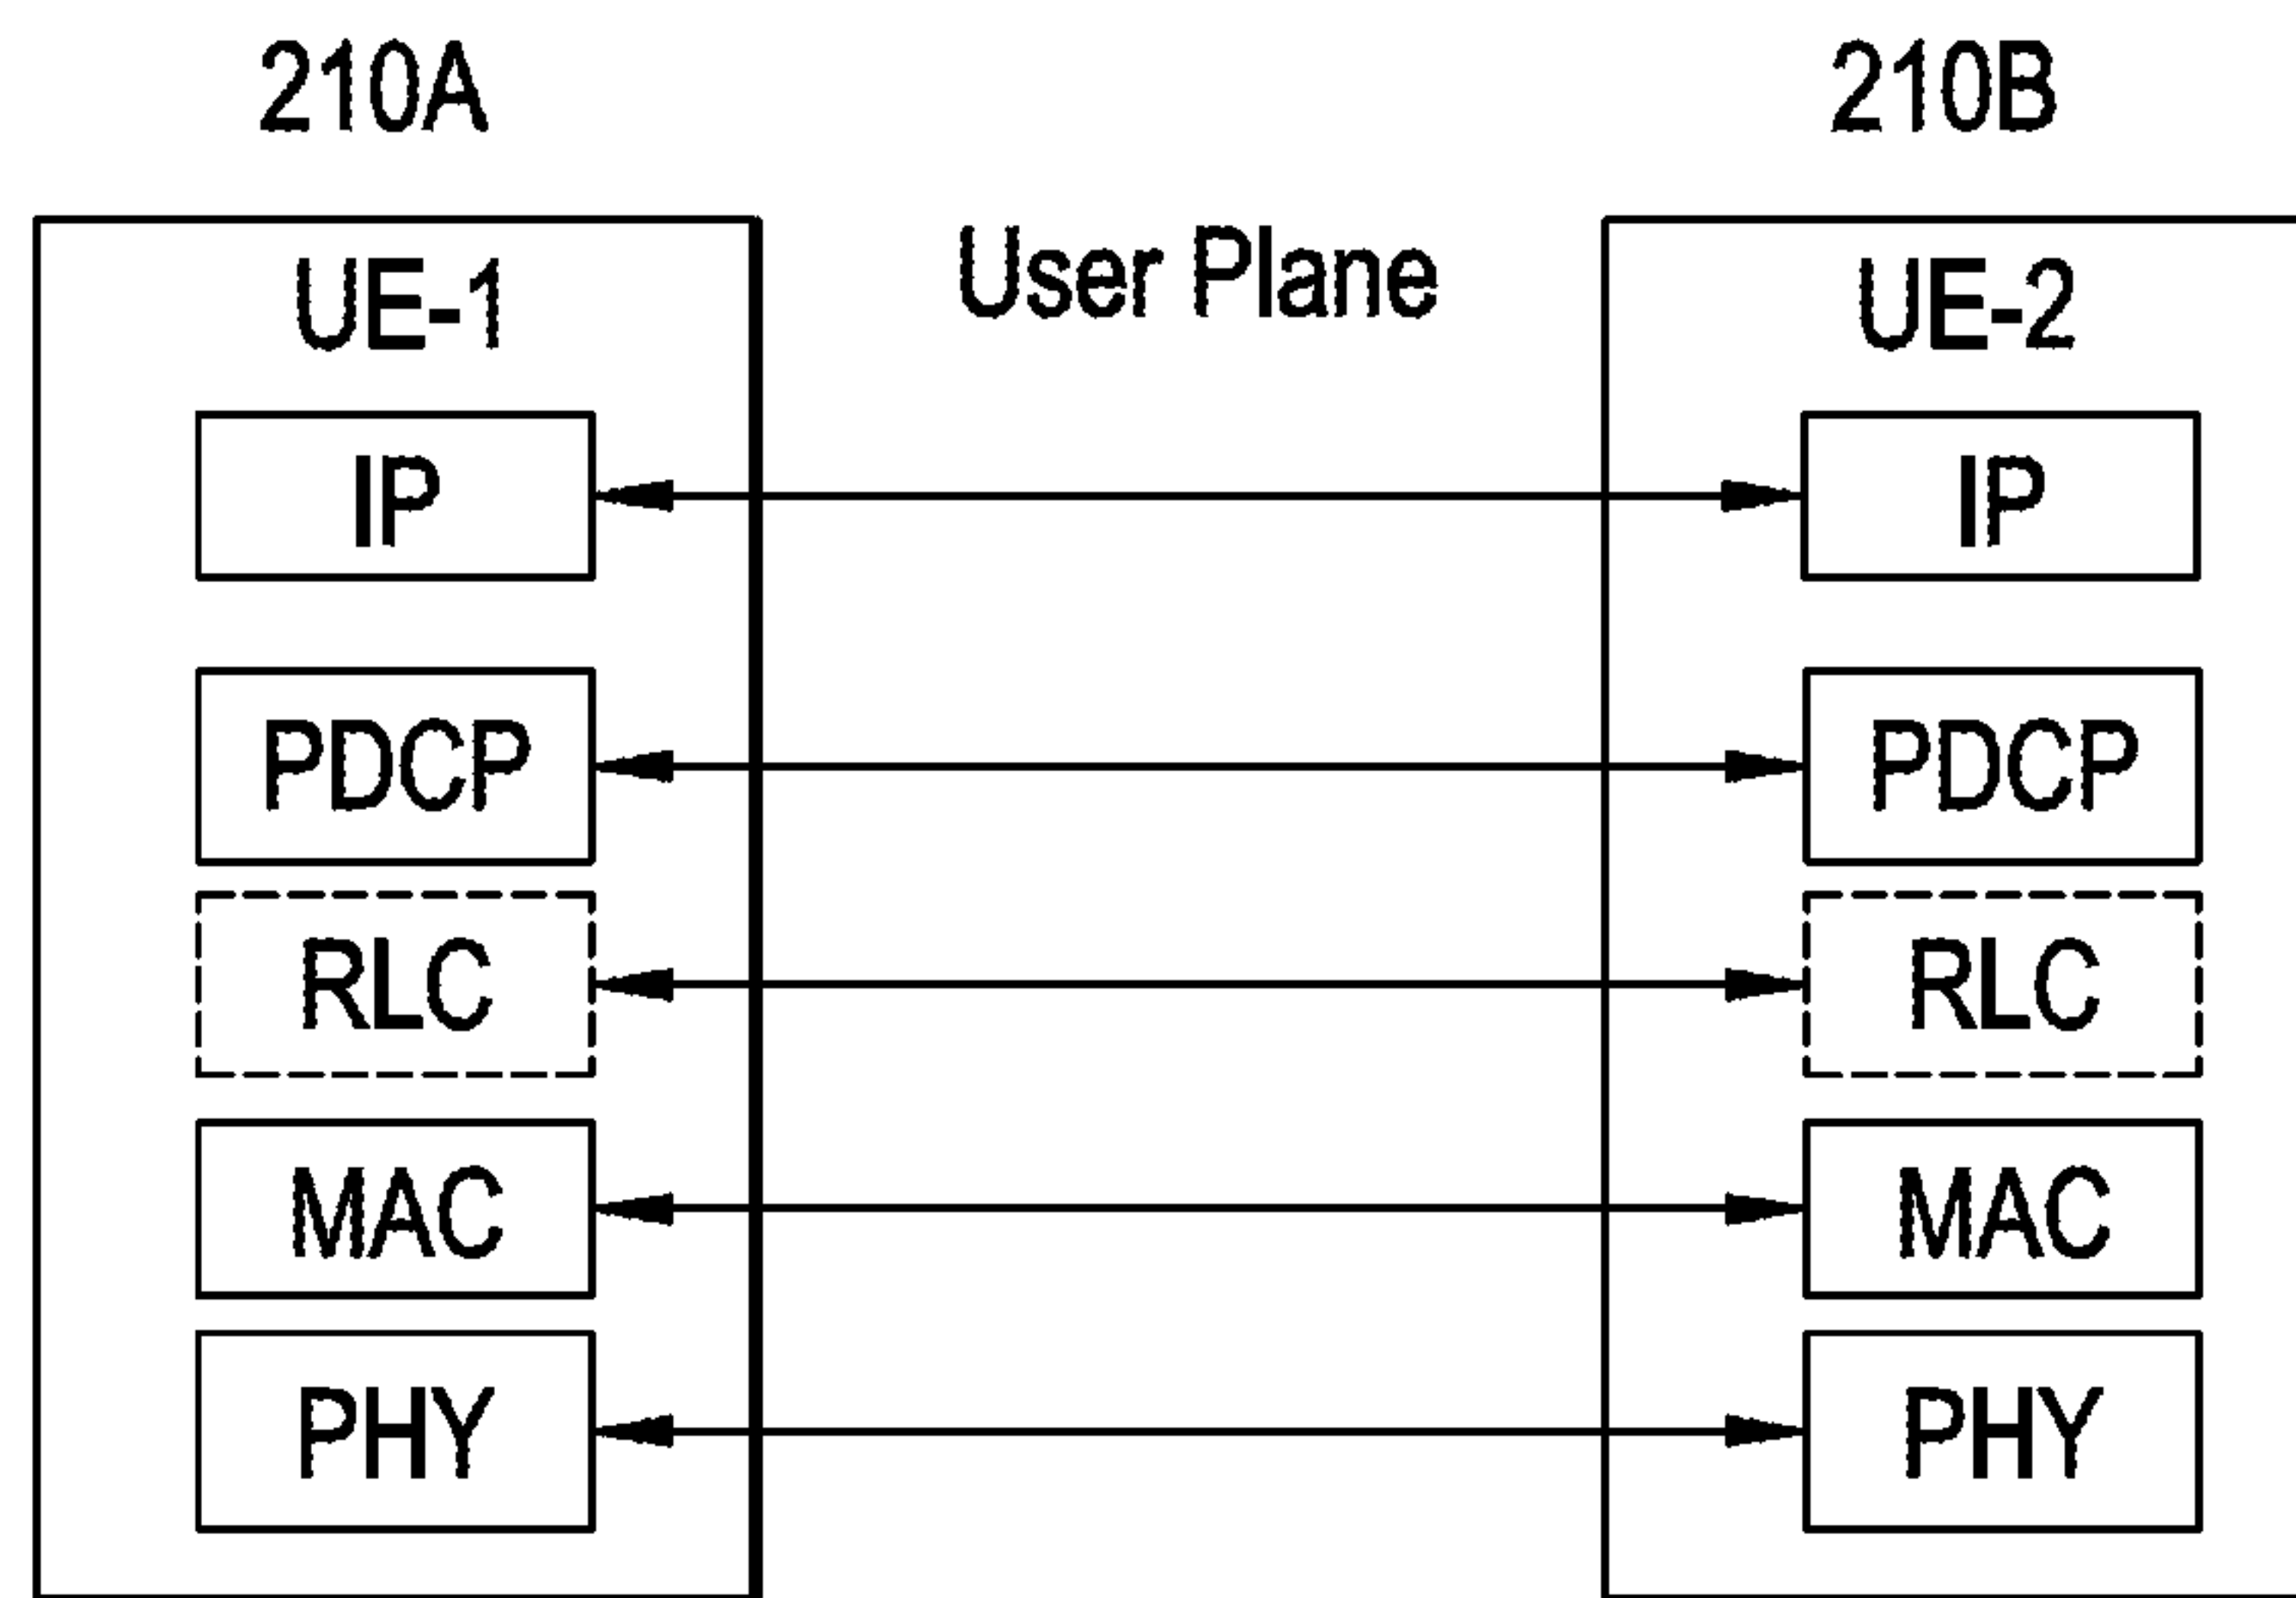 210A
210B
UE-1
User Plane
UE-2
IP
IP
PDCP
PDCP
RLC
RLC
MAC
MAC
PHY
PHY